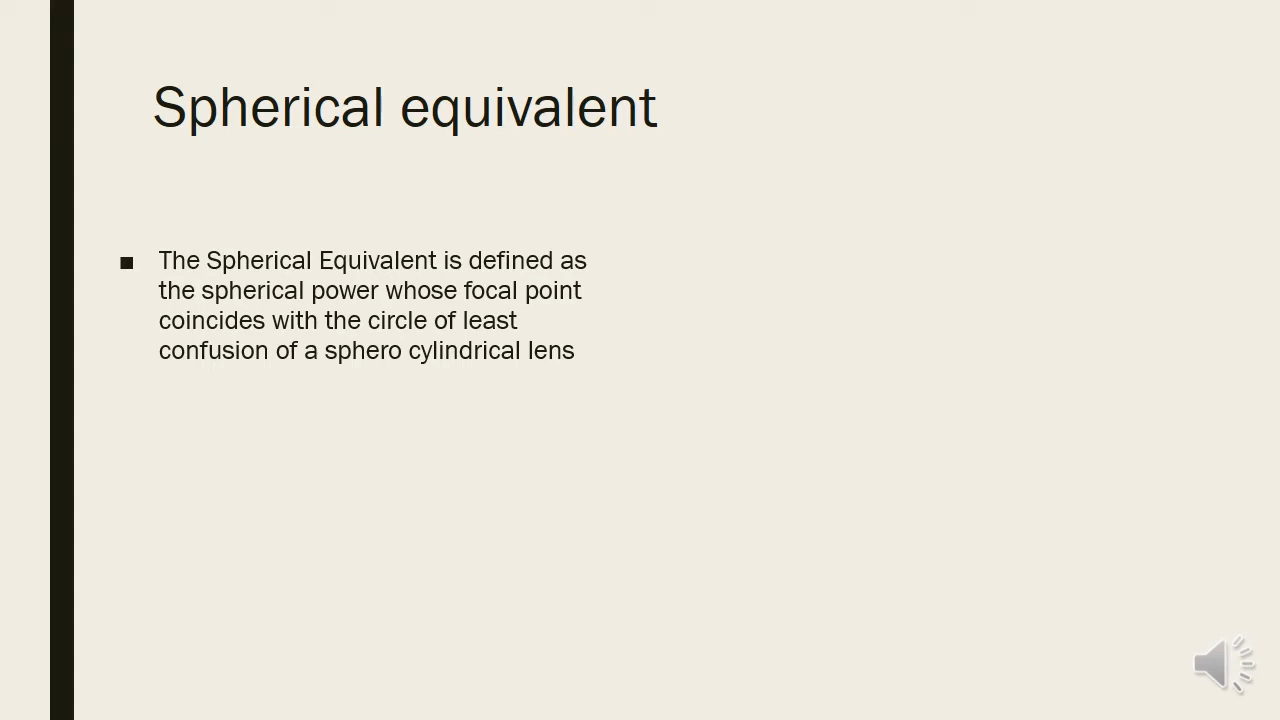 Spherical equivalent
■ The Spherical Equivalent is defined as
the spherical power whose focal point
coincides with the circle of least
confusion of a sphero cylindrical lens